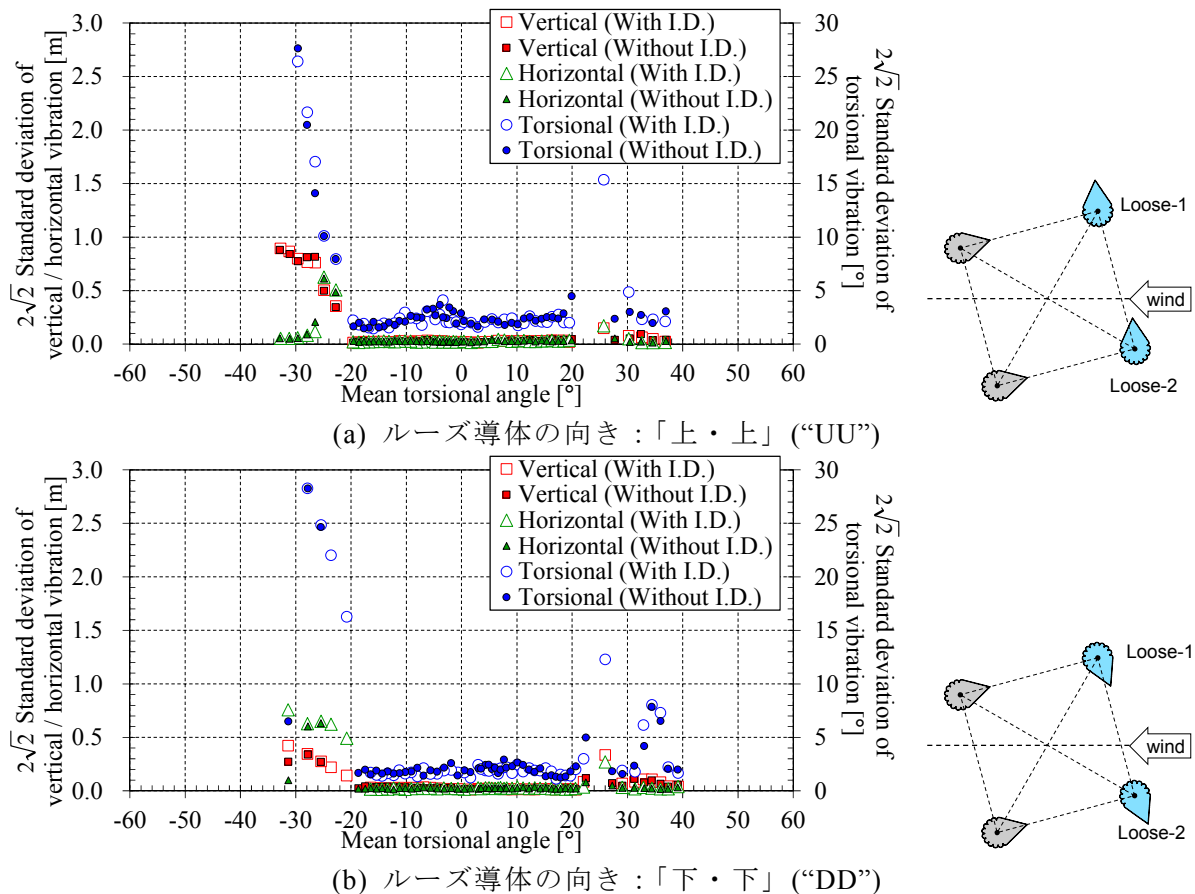 2√2 Standard deviation of
vertical / horizontal vibration [m]
3.0
2.5
2.0
1.5
1.0
0.5
0.0
Vertical (With I.D.)
Vertical (Without I.D.)
Horizontal (With I.D.)
Horizontal (Without I.D.)
Torsional (With I.D.)
Torsional (Without I.D.)
30
25
20
15
10
5
0
2√2 Standard deviation of
torsional vibration [°]
-60 -50 -40 -30 -20 -10 0 10 20 30 40 50 60
Mean torsional angle [°]
Loose-1
wind
Loose-2
(a) ルーズ導体の向き:「上・上」(“UU”)
2√2 Standard deviation of
vertical / horizontal vibration [m]
3.0
2.5
2.0
1.5
1.0
0.5
0.0
Vertical (With I.D.)
Vertical (Without I.D.)
Horizontal (With I.D.)
Horizontal (Without I.D.)
Torsional (With I.D.)
Torsional (Without I.D.)
30
25
20
15
10
5
0
2√2 Standard deviation of
torsional vibration [°]
-60 -50 -40 -30 -20 -10 0 10 20 30 40 50 60
Mean torsional angle [°]
Loose-1
wind
Loose-2
(b) ルーズ導体の向き:「下・下」(“DD”)